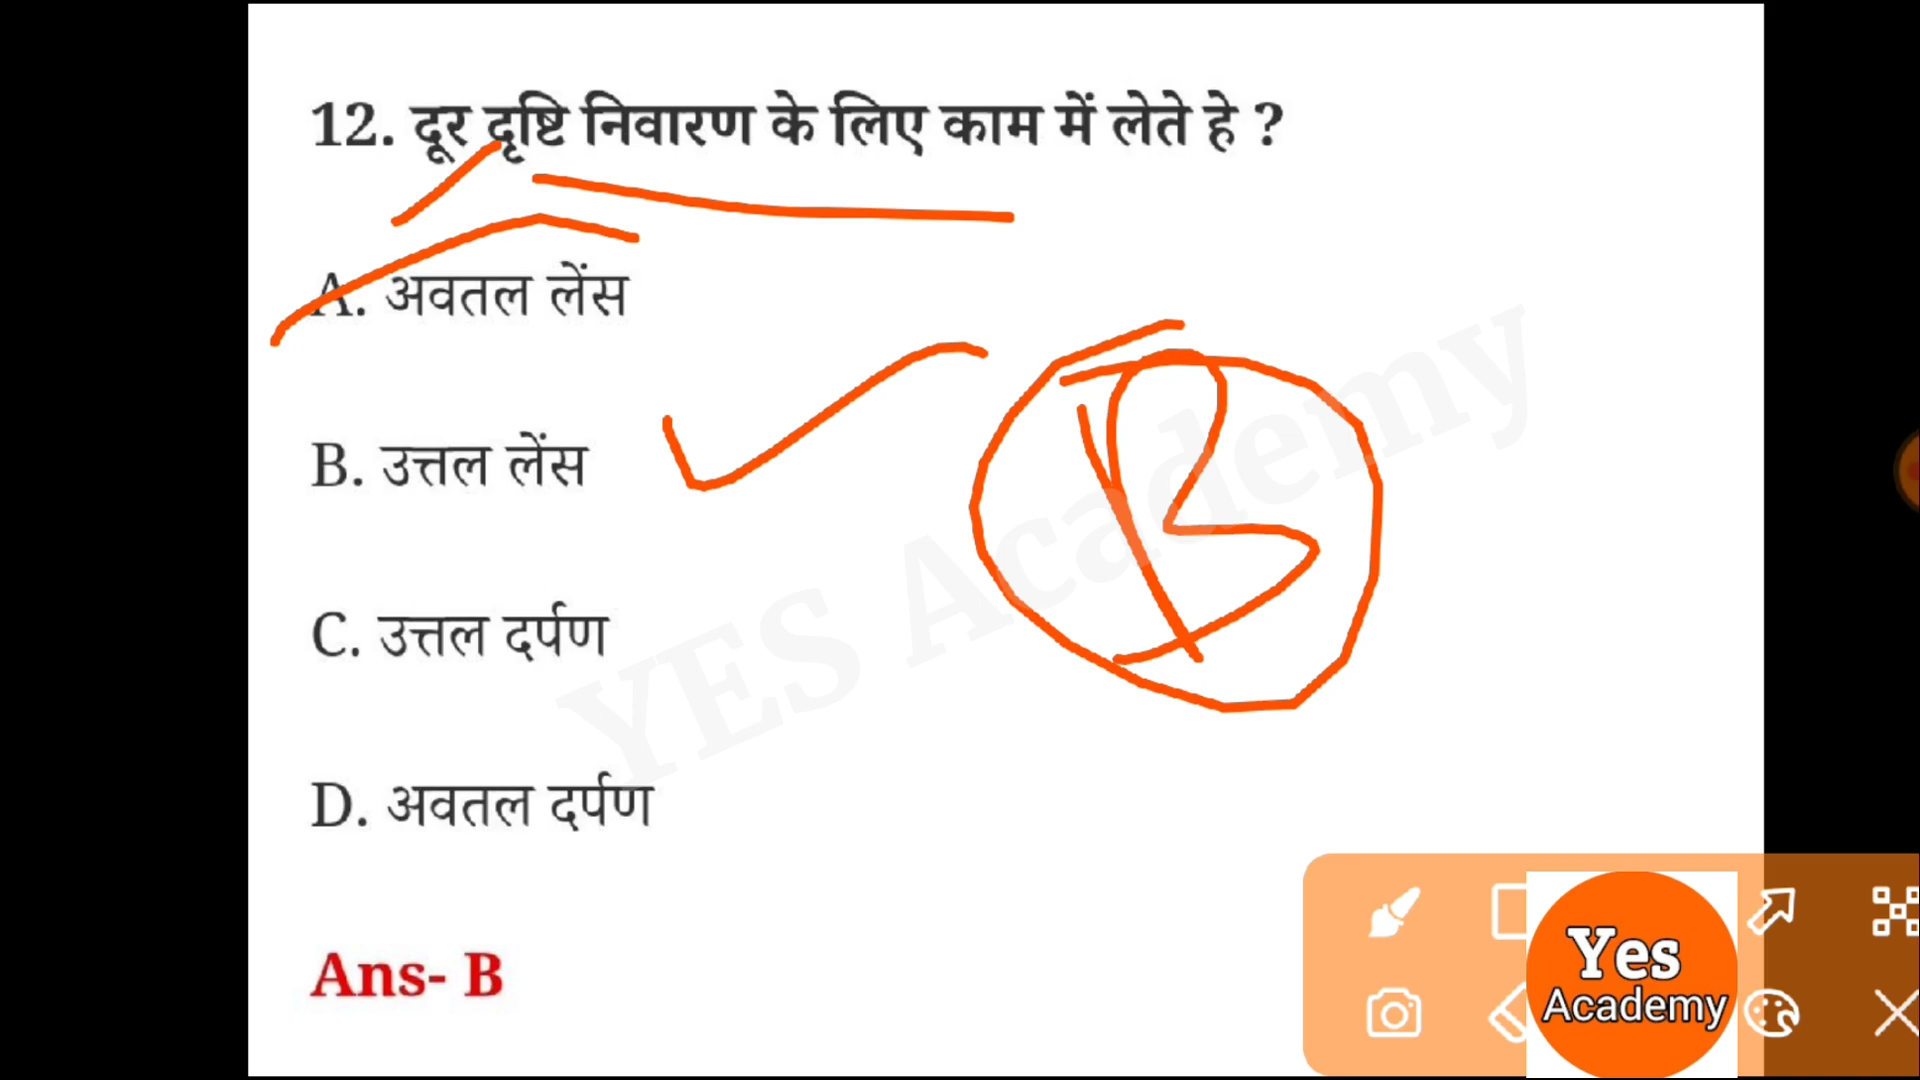 12. दूर दृष्टि निवारण के लिए काम में लेते हे ?
A. अवतल लेंस
B. उत्तल लेंस
B
C. उत्तल दर्पण
D. अवतल दर्पण
YES Academy
Ans- B
Yes
Academy